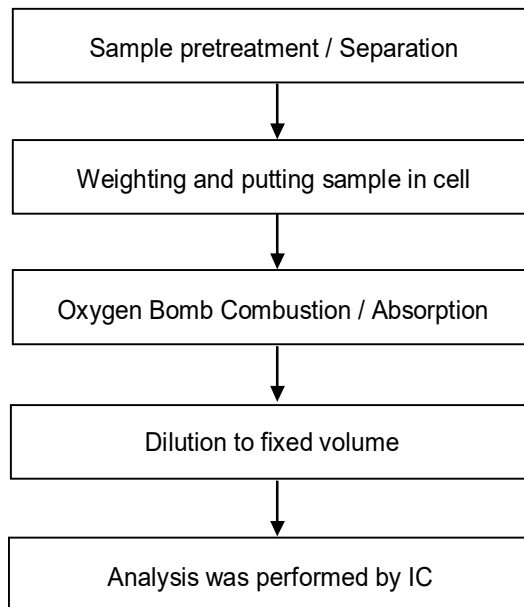 Sample pretreatment / Separation
Weighting and putting sample in cell
Oxygen Bomb Combustion / Absorption
Dilution to fixed volume
Analysis was performed by IC